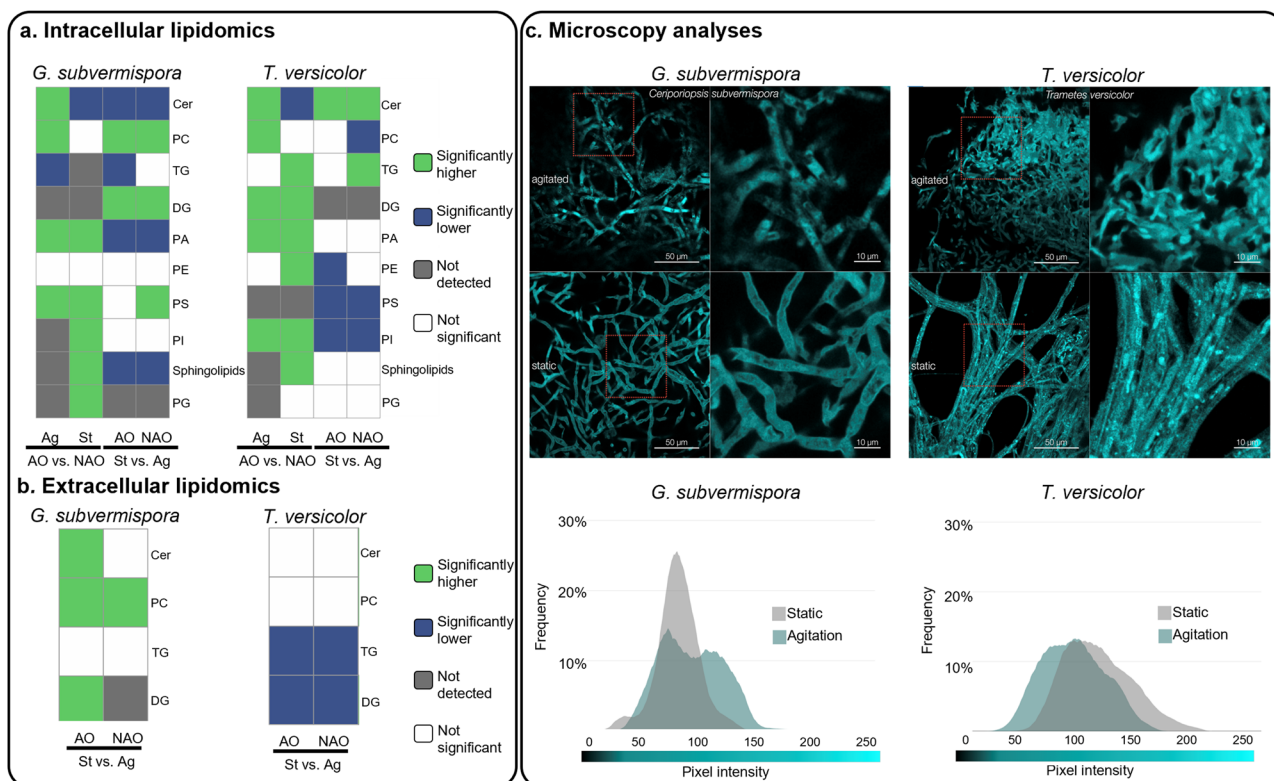 a. Intracellular lipidomics
G. subvermispora
T. versicolor
Cer
PC
TG
DG
PA
PE
PS
PI
Sphingolipids
PG
Cer
PC
TG
DG
PA
PE
PS
PI
Sphingolipids
PG
Significantly
higher
Significantly
lower
Not
detected
Not
significant
Ag St AO NAO
AO vs. NAO St vs. Ag
Ag St AO NAO
AO vs. NAO St vs. Ag
b. Extracellular lipidomics
G. subvermispora
T. versicolor
Cer
PC
TG
DG
Cer
PC
TG
DG
Significantly
higher
Significantly
lower
Not
detected
Not
significant
AO NAO
St vs. Ag
AO NAO
St vs. Ag
c. Microscopy analyses
G. subvermispora
T. versicolor
Ceriporiopsis subvermispora
Trametes versicolor
agitated
50 µm
10 µm
agitated
50 µm
10 µm
static
50 µm
10 µm
static
50 µm
10 µm
G. subvermispora
30%
20%
10%
Frequency
Static
Agitation
0 50 100 150 200 250
Pixel intensity
T. versicolor
30%
20%
10%
Frequency
Static
Agitation
0 50 100 150 200 250
Pixel intensity